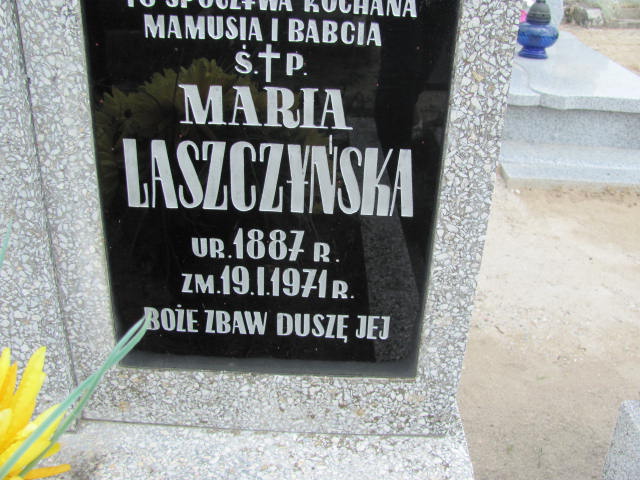 TU SPOCZYWA KOCHANA
MAMUSIA I BABCIA
Ś.†P.
MARIA
LASZCZYŃSKA
UR. 1887 R.
ZM. 19.I.1971 R.
BOŻE ZBAW DUSZĘ JEJ